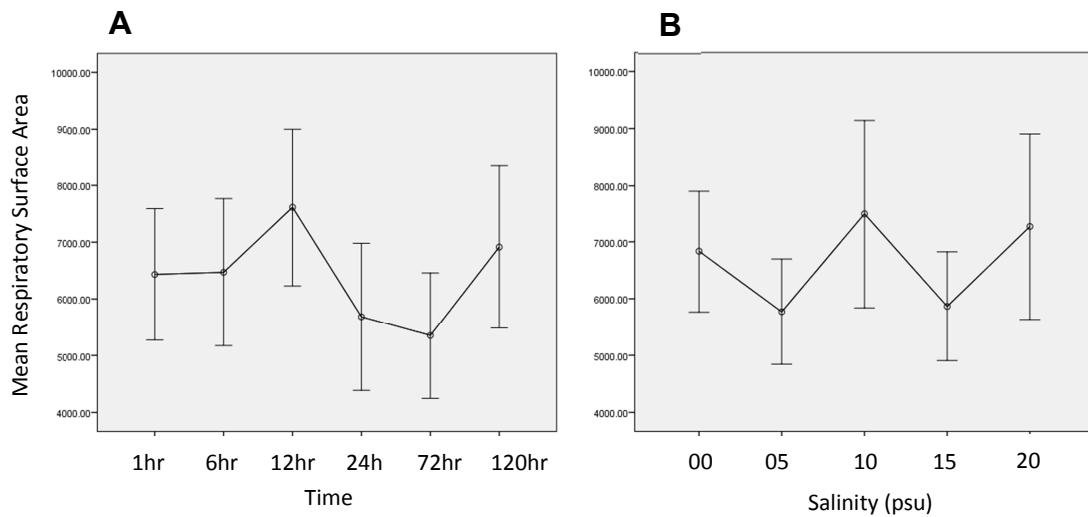 A
B
Mean Respiratory Surface Area
10000.00
9000.00
8000.00
7000.00
6000.00
5000.00
4000.00
1hr 6hr 12hr 24h 72hr 120hr
Time
10000.00
9000.00
8000.00
7000.00
6000.00
5000.00
4000.00
00 05 10 15 20
Salinity (psu)